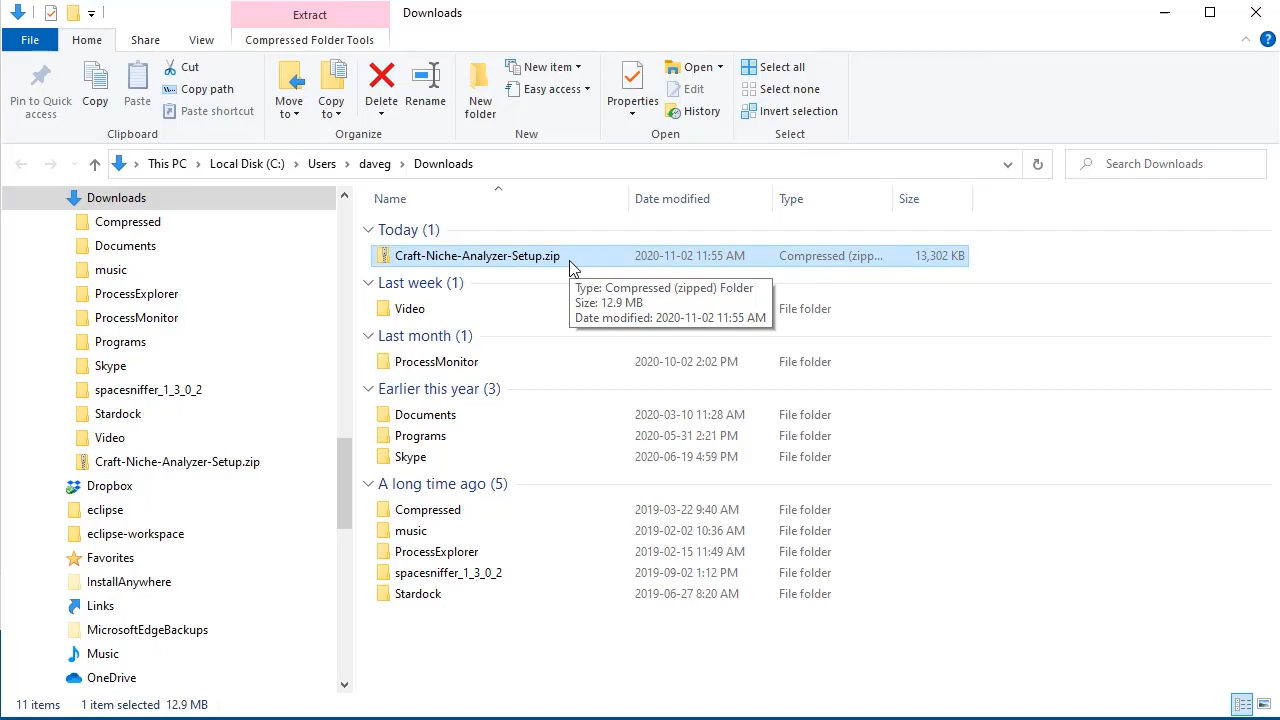 Extract
Downloads
File
Home
Share
View
Compressed Folder Tools
Pin to Quick access
Copy
Paste
Cut
Copy path
Paste shortcut
Clipboard
Move to
Copy to
Delete
Rename
Organize
New folder
New item
Easy access
New
Properties
Open
Edit
History
Open
Select all
Select none
Invert selection
Select
This PC > Local Disk (C:) > Users > daveg > Downloads
Search Downloads
Downloads
Compressed
Documents
music
ProcessExplorer
ProcessMonitor
Programs
Skype
spacesniffer_1_3_0_2
Stardock
Video
Craft-Niche-Analyzer-Setup.zip
Dropbox
eclipse
eclipse-workspace
Favorites
InstallAnywhere
Links
MicrosoftEdgeBackups
Music
OneDrive
Name Date modified Type Size
Today (1)
Craft-Niche-Analyzer-Setup.zip 2020-11-02 11:55 AM Compressed (zipp... 13,302 KB
Type: Compressed (zipped) Folder
Size: 12.9 MB
Date modified: 2020-11-02 11:55 AM
Last week (1)
Video File folder
Last month (1)
ProcessMonitor 2020-10-02 2:02 PM File folder
Earlier this year (3)
Documents 2020-03-10 11:28 AM File folder
Programs 2020-05-31 2:21 PM File folder
Skype 2020-06-19 4:59 PM File folder
A long time ago (5)
Compressed 2019-03-22 9:40 AM File folder
music 2019-02-02 10:36 AM File folder
ProcessExplorer 2019-02-15 11:49 AM File folder
spacesniffer_1_3_0_2 2019-09-02 1:12 PM File folder
Stardock 2019-06-27 8:20 AM File folder
11 items 1 item selected 12.9 MB